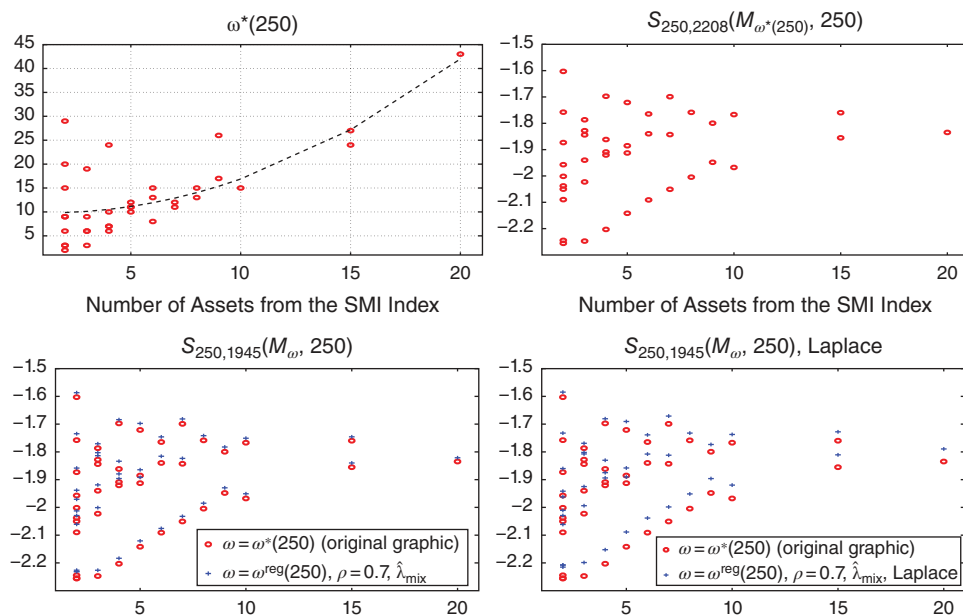 ω*(250)
45
40
35
30
25
20
15
10
5
5 10 15 20
Number of Assets from the SMI Index
S250,2208(Mω*(250), 250)
−1.5
−1.6
−1.7
−1.8
−1.9
−2
−2.1
−2.2
5 10 15 20
Number of Assets from the SMI Index
S250,1945(Mω, 250)
−1.5
−1.6
−1.7
−1.8
−1.9
−2
−2.1
−2.2
ω = ω*(250) (original graphic)
ω = ωreg(250), ρ = 0.7, λ̂mix
5 10 15 20
S250,1945(Mω, 250), Laplace
−1.5
−1.6
−1.7
−1.8
−1.9
−2
−2.1
−2.2
ω = ω*(250) (original graphic)
ω = ωreg(250), ρ = 0.7, λ̂mix, Laplace
5 10 15 20